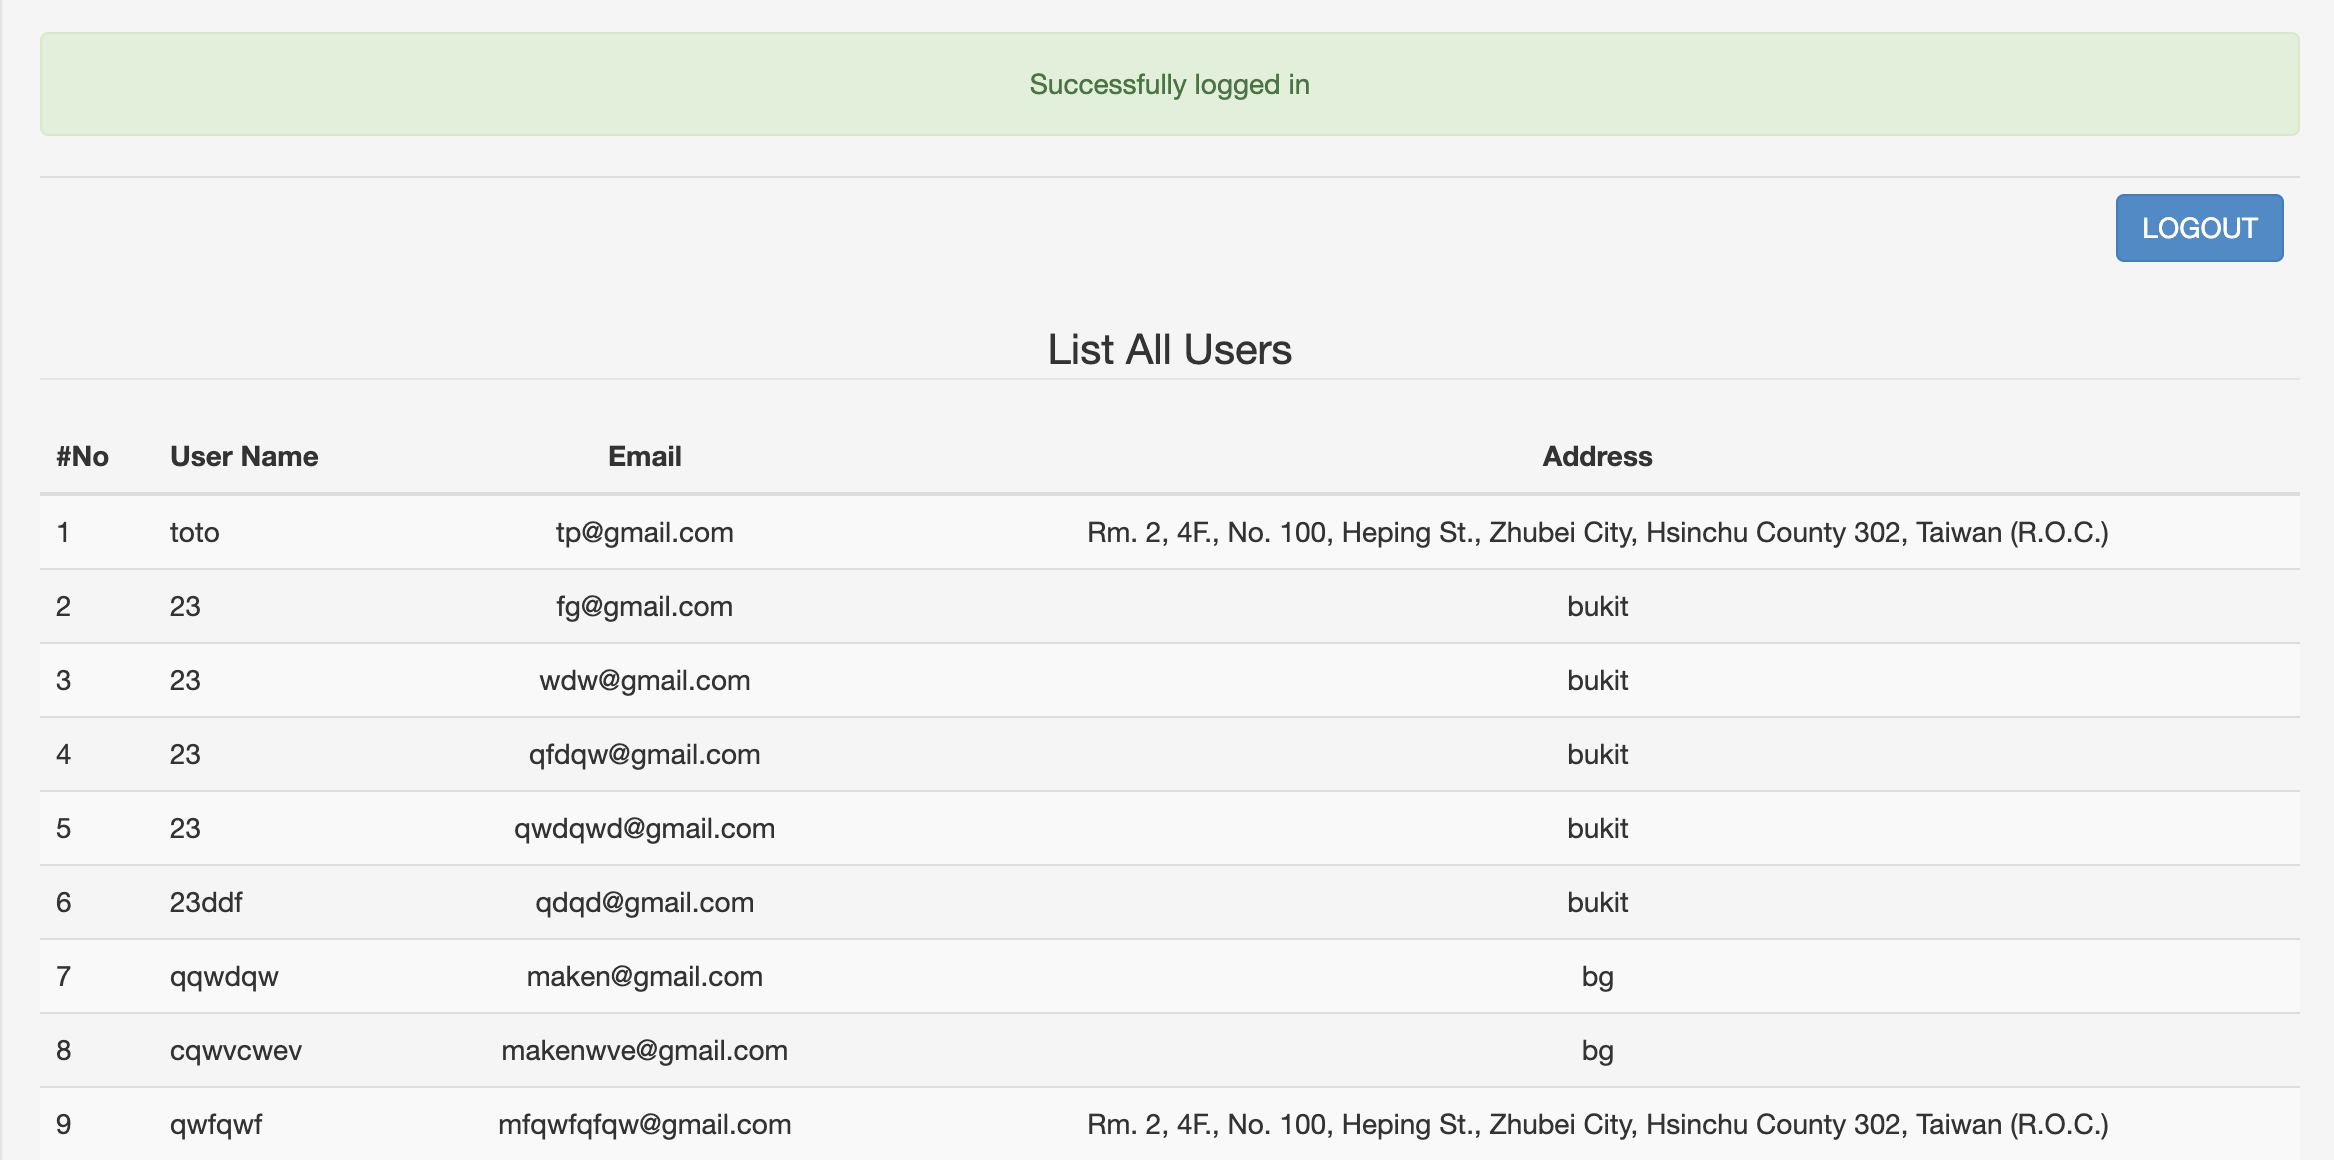 Successfully logged in
LOGOUT
List All Users
#No User Name Email Address
1 toto tp@gmail.com Rm. 2, 4F., No. 100, Heping St., Zhubei City, Hsinchu County 302, Taiwan (R.O.C.)
2 23 fg@gmail.com bukit
3 23 wdw@gmail.com bukit
4 23 qfdqw@gmail.com bukit
5 23 qwdqwd@gmail.com bukit
6 23ddf qdqd@gmail.com bukit
7 qqwdqw maken@gmail.com bg
8 cqwvcwev makenwve@gmail.com bg
9 qwfqwf mfqwfqfqw@gmail.com Rm. 2, 4F., No. 100, Heping St., Zhubei City, Hsinchu County 302, Taiwan (R.O.C.)